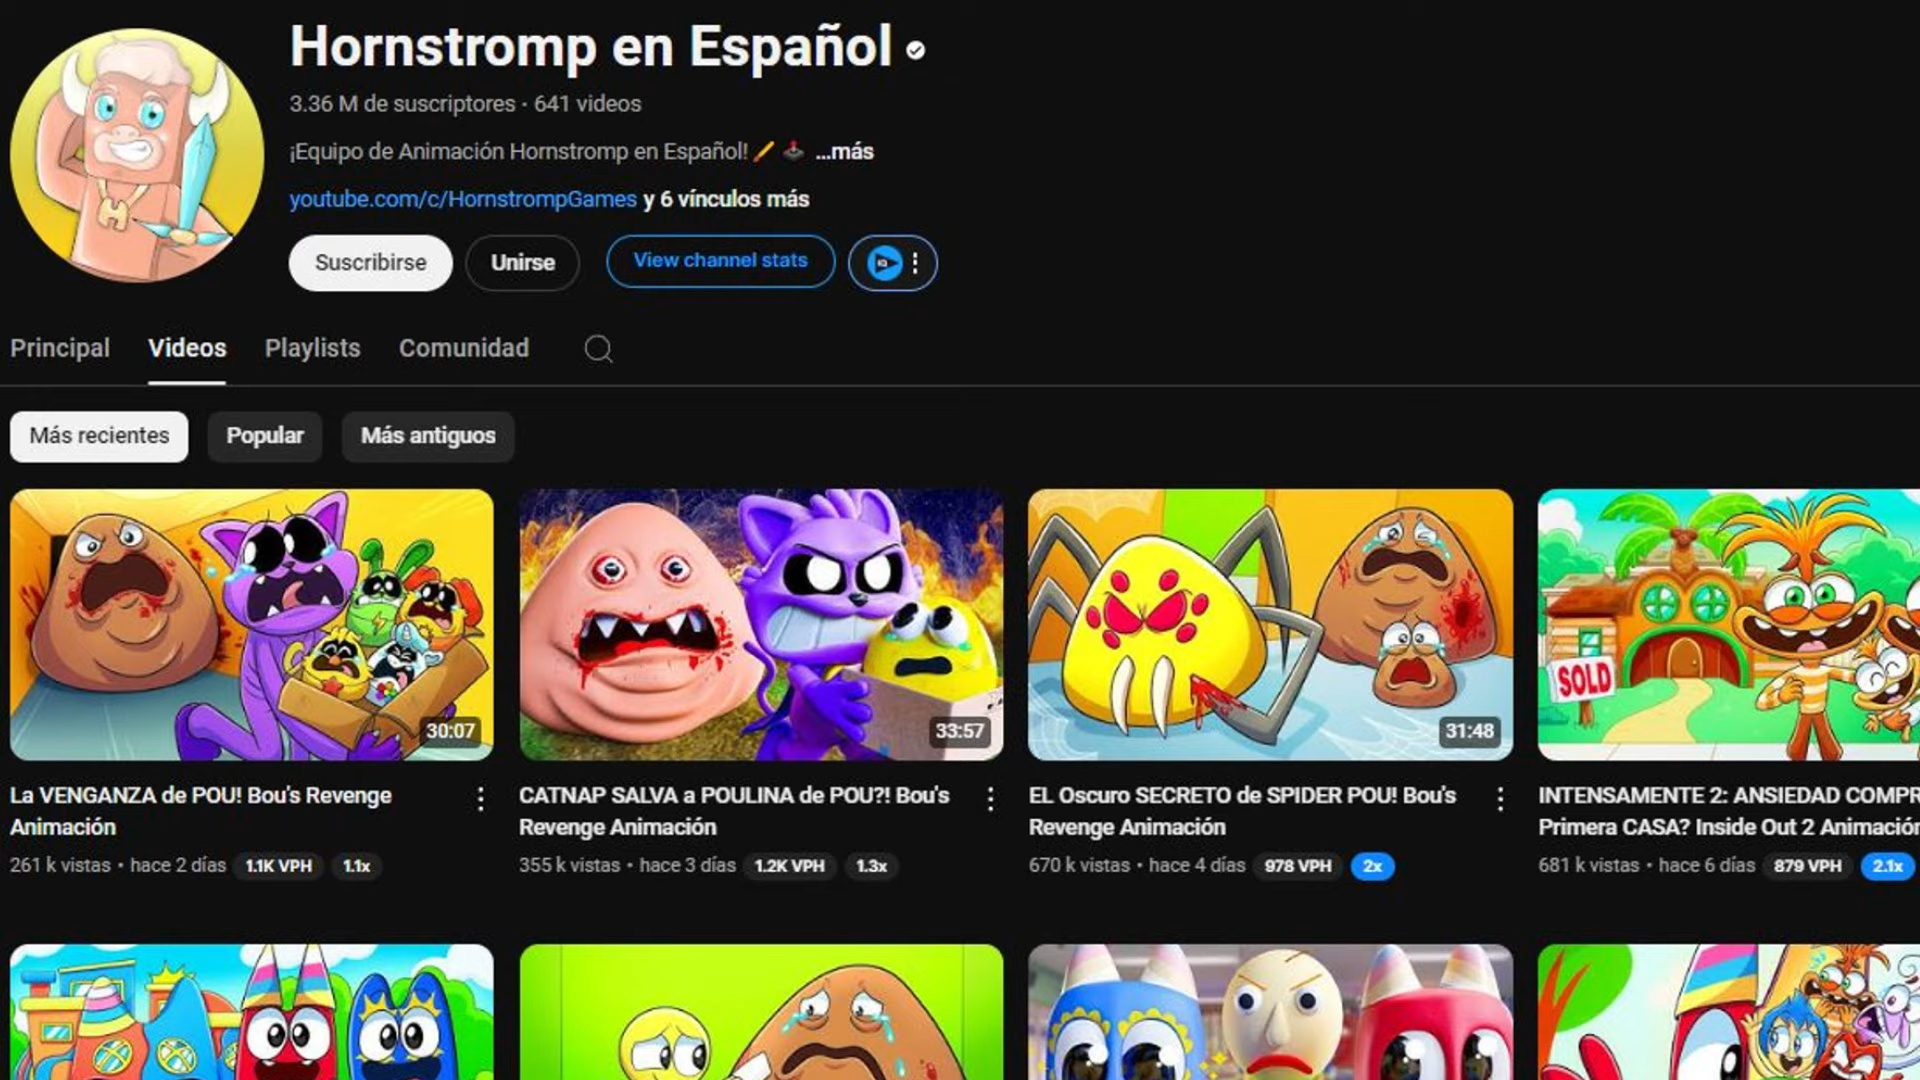 Hornstromp en Español
3.36 M de suscriptores • 641 videos
¡Equipo de Animación Hornstromp en Español! ...más
youtube.com/c/HornstrompGames y 6 vínculos más
Suscribirse
Unirse
View channel stats
Principal
Videos
Playlists
Comunidad
Más recientes
Popular
Más antiguos
H
SOLD
30:07
33:57
31:48
La VENGANZA de POU! Bou's Revenge
Animación
261 k vistas • hace 2 días 1.1K VPH 1.1x
CATNAP SALVA a POULINA de POU?! Bou's
Revenge Animación
355 k vistas • hace 3 días 1.2K VPH 1.3x
EL Oscuro SECRETO de SPIDER POU! Bou's
Revenge Animación
670 k vistas • hace 4 días 978 VPH 2x
INTENSAMENTE 2: ANSIEDAD COMPR
Primera CASA? Inside Out 2 Animación
681 k vistas • hace 6 días 879 VPH 2.1x